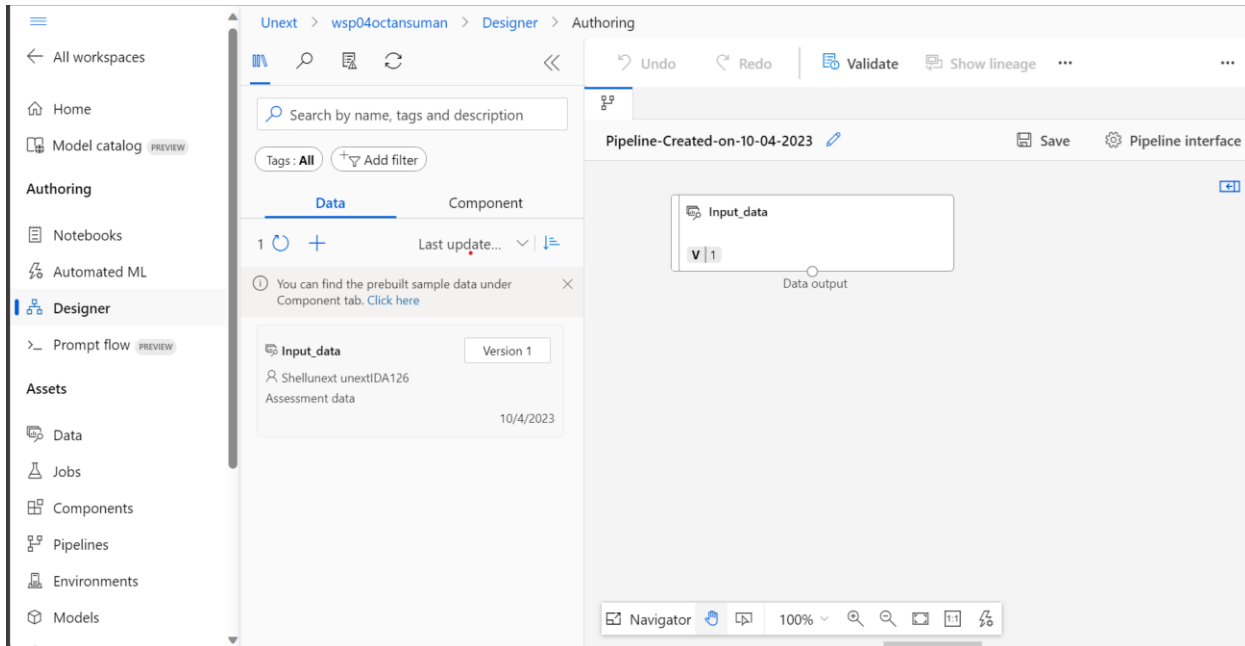 Unext > wsp04octansuman > Designer > Authoring
All workspaces
Home
Model catalog PREVIEW
Authoring
Notebooks
Automated ML
Designer
Prompt flow PREVIEW
Assets
Data
Jobs
Components
Pipelines
Environments
Models
Search by name, tags and description
Tags : All
Add filter
Data Component
1
Last update...
You can find the prebuilt sample data under
Component tab. Click here
Input_data Version 1
Shellunext unextIDA126
Assessment data
10/4/2023
Undo Redo Validate Show lineage ... ...
Pipeline-Created-on-10-04-2023 Save Pipeline interface
Input_data
V | 1
Data output
Navigator 100% 1:1